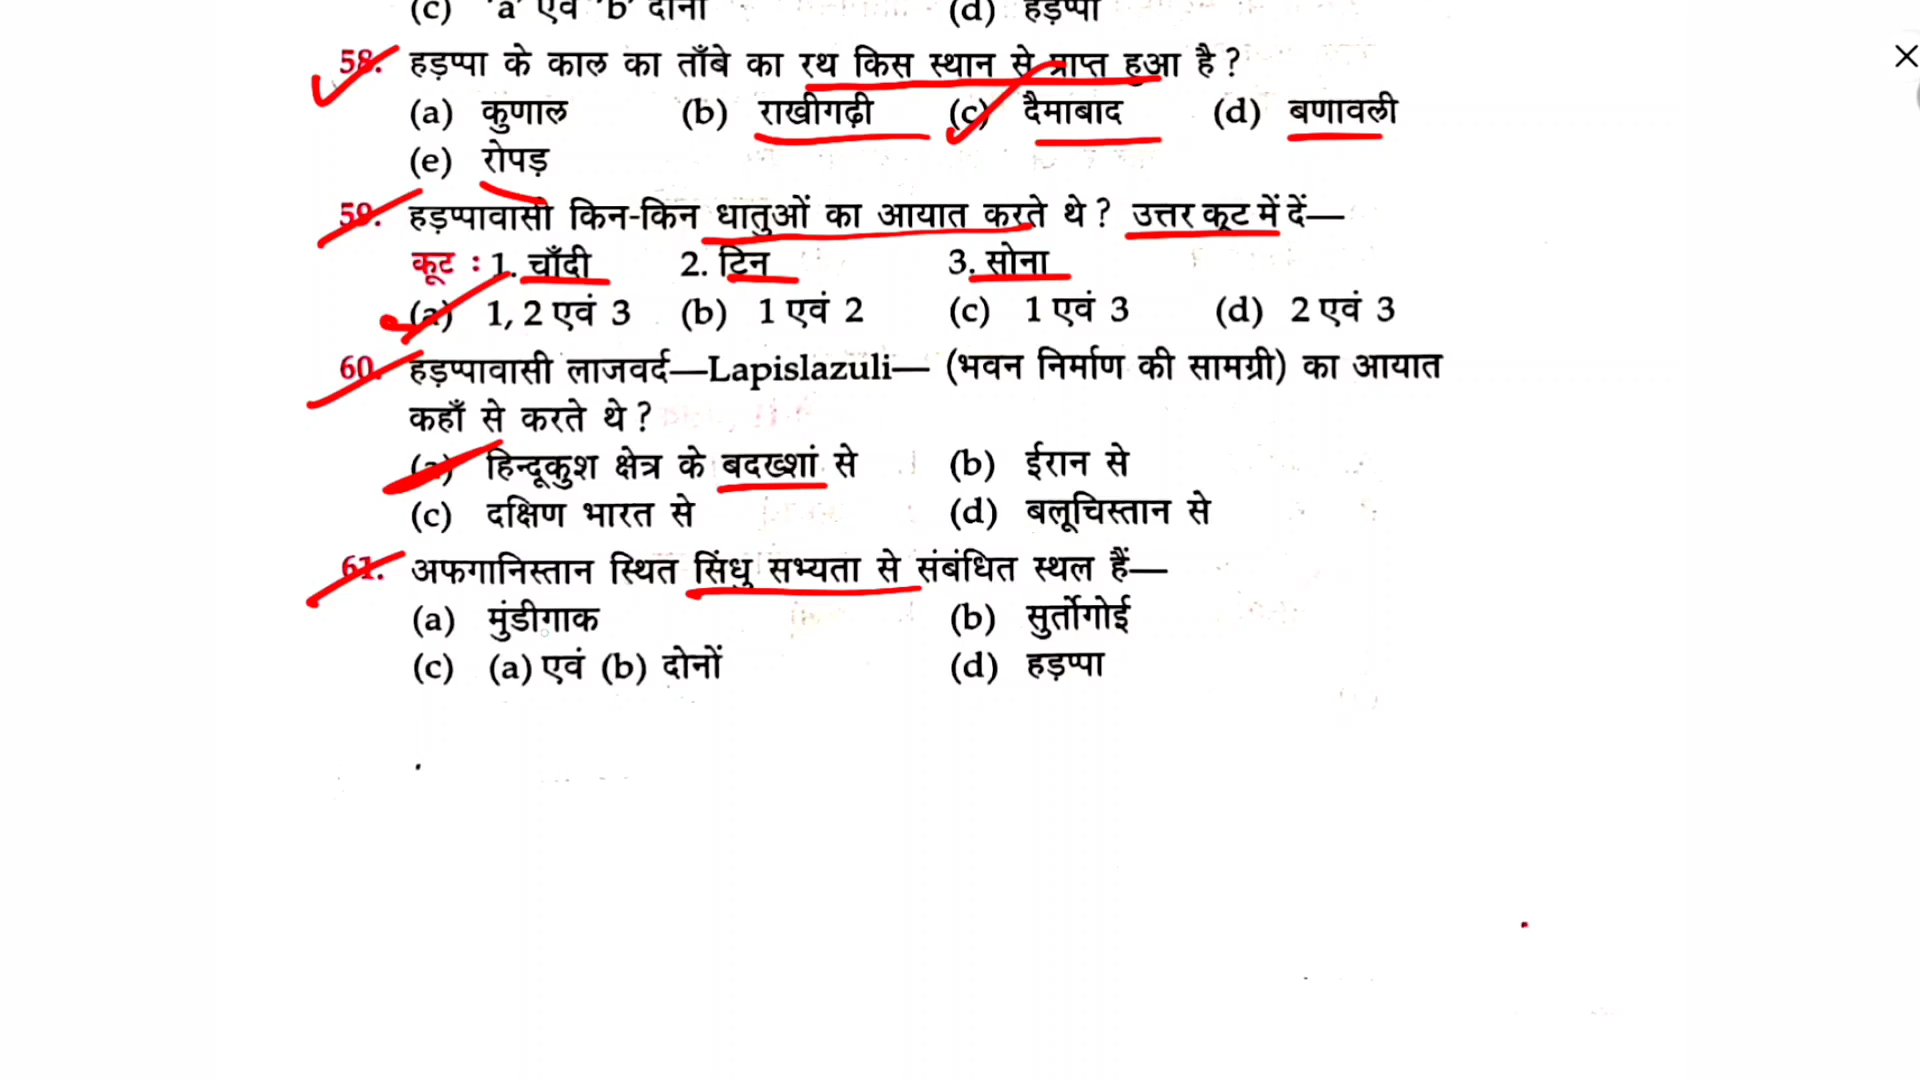 (c) 'a' एवं 'b' दोनों (d) हड़प्पा
58. हड़प्पा के काल का ताँबे का रथ किस स्थान से प्राप्त हुआ है ?
(a) कुणाल (b) राखीगढ़ी (c) दैमाबाद (d) बणावली
(e) रोपड़
59. हड़प्पावासी किन-किन धातुओं का आयात करते थे ? उत्तर कूट में दें—
कूट : 1. चाँदी 2. टिन 3. सोना
(a) 1, 2 एवं 3 (b) 1 एवं 2 (c) 1 एवं 3 (d) 2 एवं 3
60. हड़प्पावासी लाजवर्द—Lapislazuli— (भवन निर्माण की सामग्री) का आयात
कहाँ से करते थे ?
(a) हिन्दूकुश क्षेत्र के बदख्शां से (b) ईरान से
(c) दक्षिण भारत से (d) बलूचिस्तान से
61. अफगानिस्तान स्थित सिंधु सभ्यता से संबंधित स्थल हैं—
(a) मुंडीगाक (b) सुर्तोगोई
(c) (a) एवं (b) दोनों (d) हड़प्पा